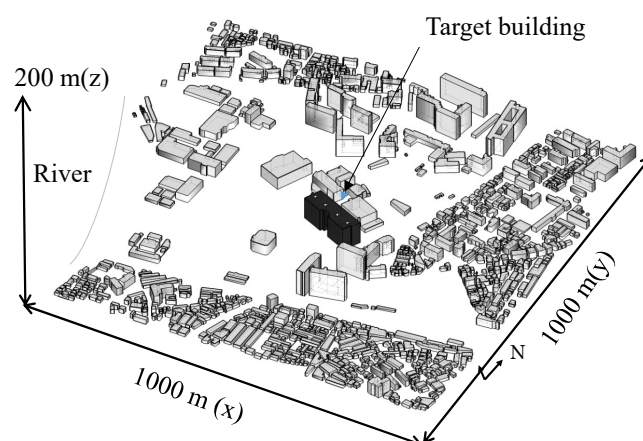 Target building
200 m(z)
River
1000 m(y)
N
1000 m (x)